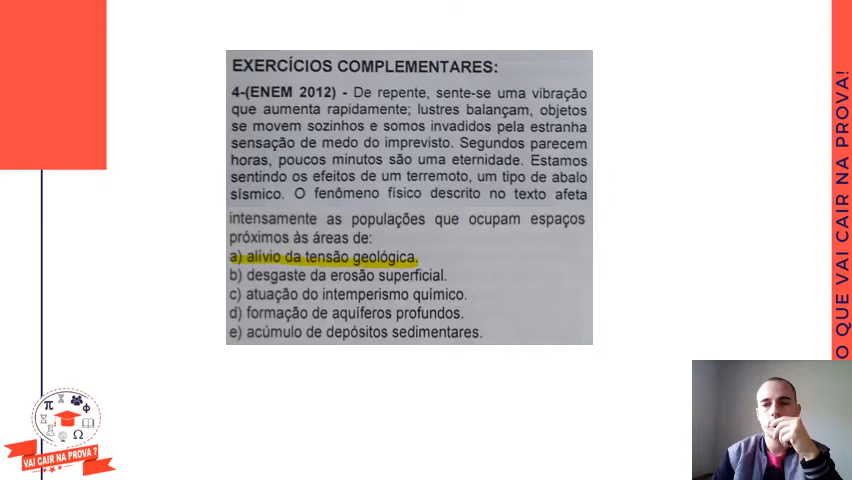 EXERCÍCIOS COMPLEMENTARES:
4-(ENEM 2012) - De repente, sente-se uma vibração
que aumenta rapidamente; lustres balançam, objetos
se movem sozinhos e somos invadidos pela estranha
sensação de medo do imprevisto. Segundos parecem
horas, poucos minutos são uma eternidade. Estamos
sentindo os efeitos de um terremoto, um tipo de abalo
sísmico. O fenômeno físico descrito no texto afeta
intensamente as populações que ocupam espaços
próximos às áreas de:
a) alívio da tensão geológica.
b) desgaste da erosão superficial.
c) atuação do intemperismo químico.
d) formação de aquíferos profundos.
e) acúmulo de depósitos sedimentares.
O QUE VAI CAIR NA PROVA!
π
Φ
Ω
VAI CAIR NA PROVA ?